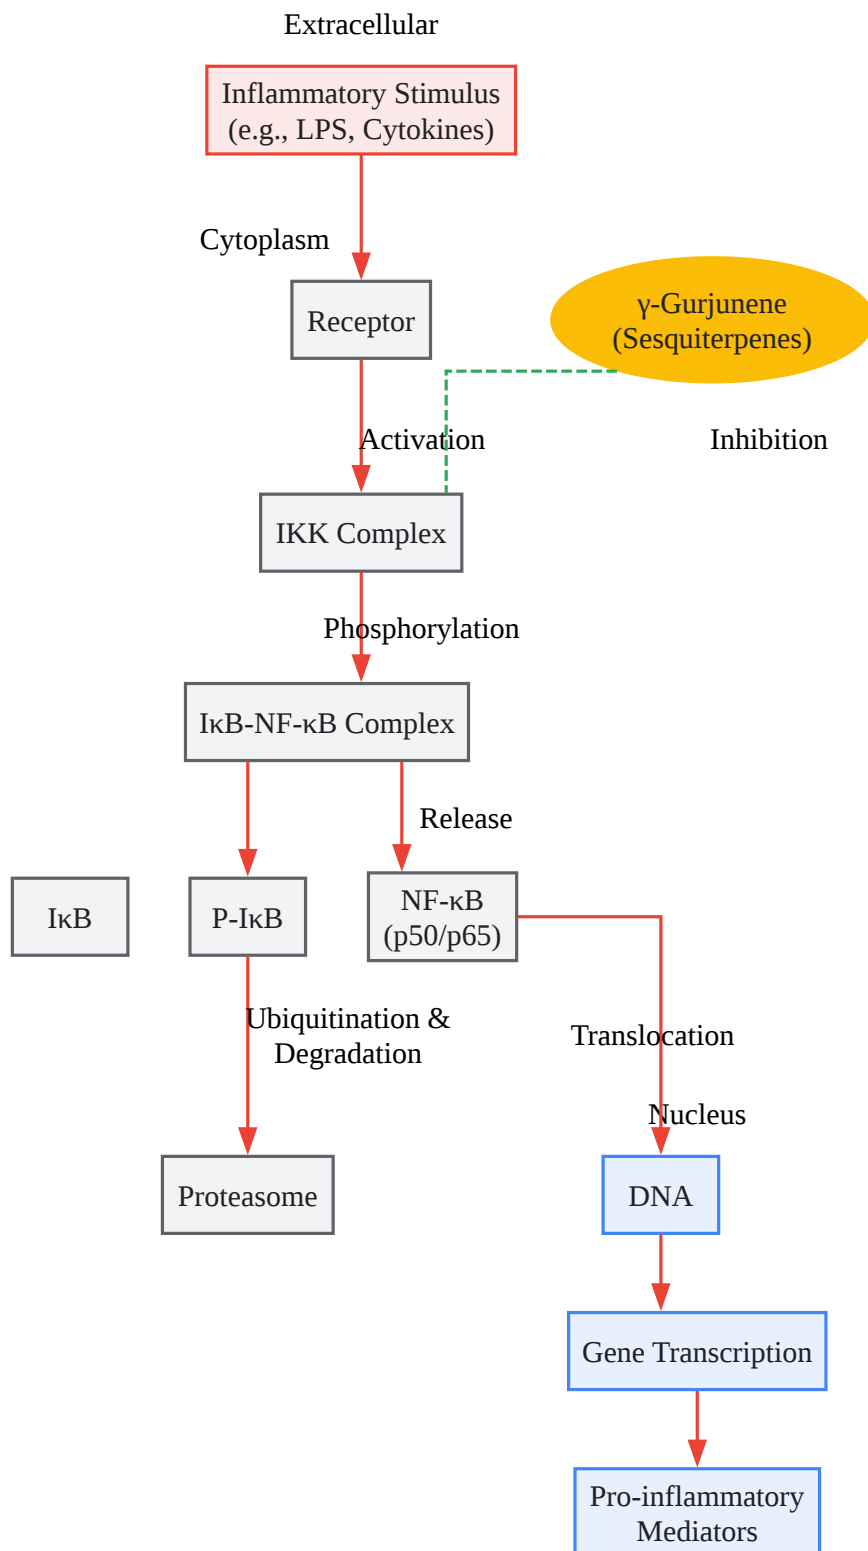 Extracellular
Inflammatory Stimulus
(e.g., LPS, Cytokines)
Cytoplasm
Receptor
γ-Gurjunene
(Sesquiterpenes)
Activation
Inhibition
IKK Complex
Phosphorylation
IκB-NF-κB Complex
Release
IκB
P-IκB
NF-κB
(p50/p65)
Ubiquitination &
Degradation
Translocation
Nucleus
Proteasome
DNA
Gene Transcription
Pro-inflammatory
Mediators